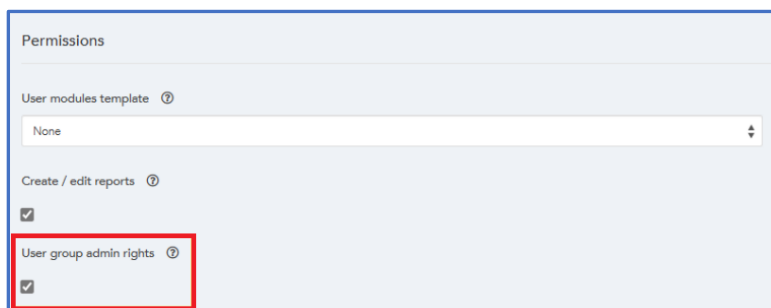 Permissions
User modules template
None
Create / edit reports
User group admin rights